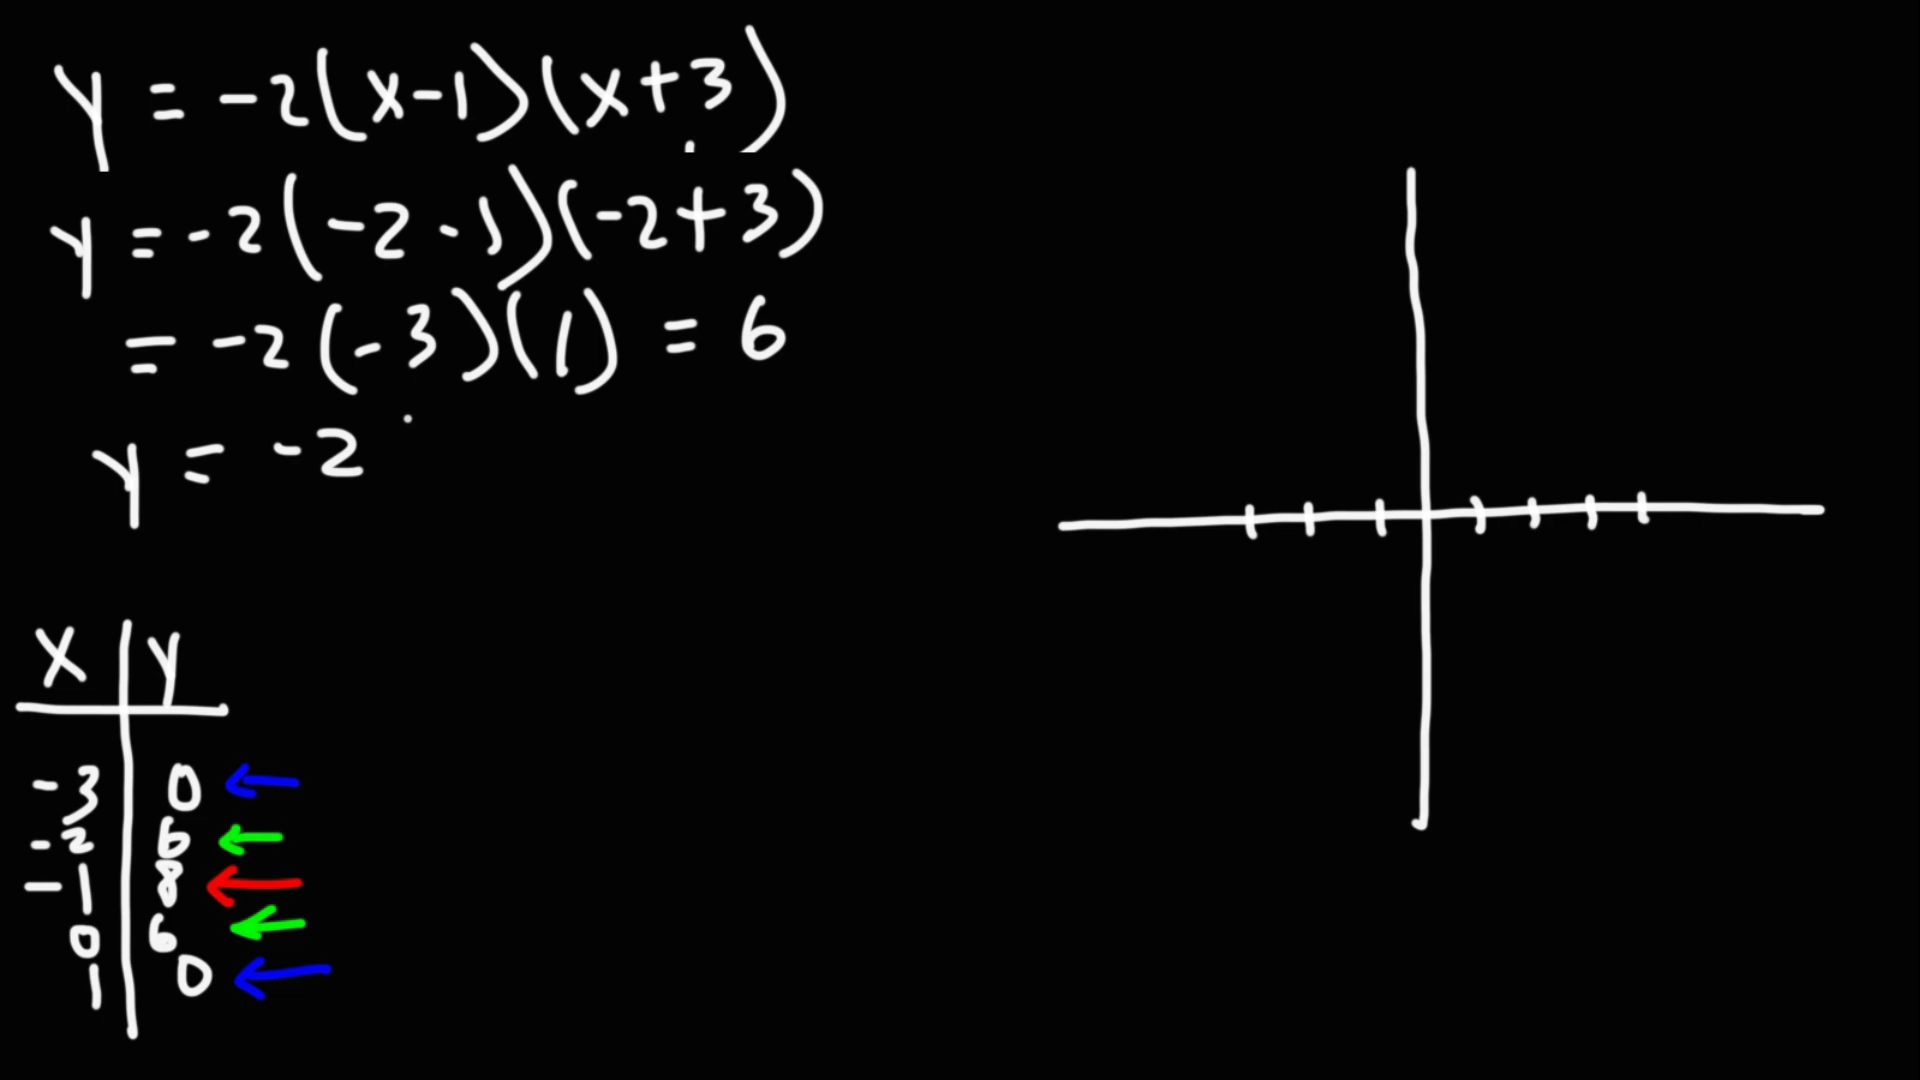 y = -2(x-1)(x+3)
y = -2(-2-1)(-2+3)
= -2(-3)(1) = 6
y = -2
x y
-3 0
-2 6
-1 8
0 6
1 0